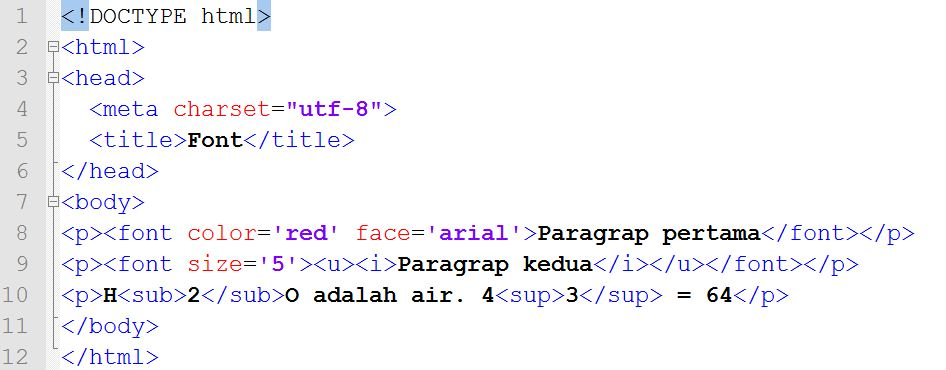 1 <!DOCTYPE html>
2 <html>
3 <head>
4   <meta charset="utf-8">
5   <title>Font</title>
6 </head>
7 <body>
8 <p><font color='red' face='arial'>Paragrap pertama</font></p>
9 <p><font size='5'><u><i>Paragrap kedua</i></u></font></p>
10 <p>H<sub>2</sub>O adalah air. 4<sup>3</sup> = 64</p>
11 </body>
12 </html>